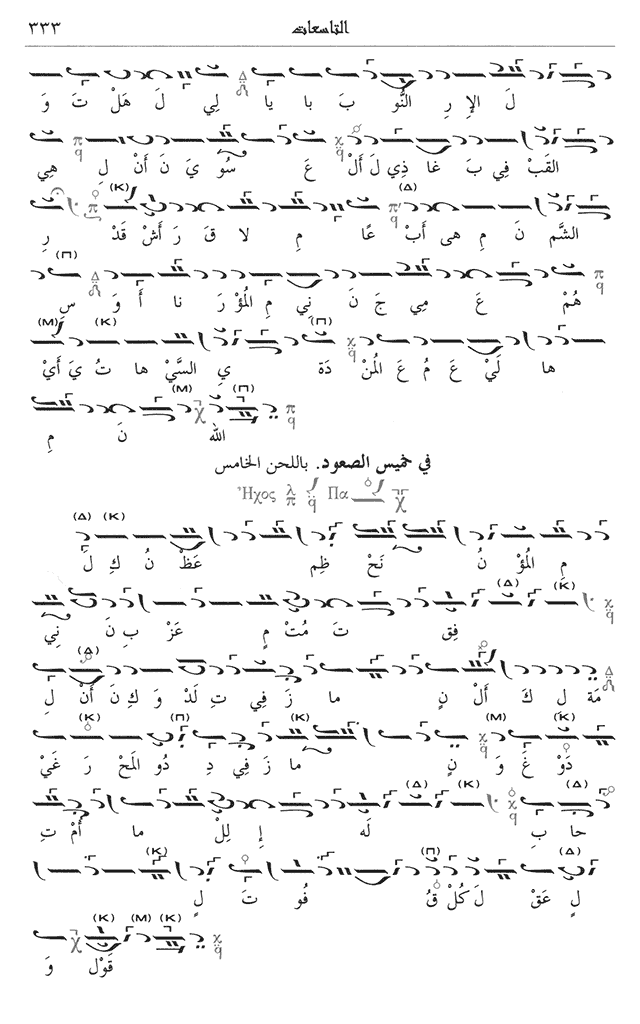 التاسعات ٣٣٣
وَ تَ هَلْ لَ لِي يا با بَ النُّو رِ الإِ لَ
هِي لِ أَنْ نَ يَ سُو عَ أَلْ لَ ذِي غا بَ فِي القَبْ
رِ قَدْ أَشْ رَ قَ لا مِ عًا أَبْ هى مِ نَ الشَّم
سِ وَ أَ نا رَ المُؤْ مِ نِي نَ جَ مِي عَ هُمْ
أَيْ يَ تُ ها السَّيْ يِ دَة المُنْ عَ مُ عَ لَيْ ها
مِ نَ الله
في خميس الصعود. باللحن الخامس
Ἦχος λ π q Πα
لَ كِ نُ عَظْ ظِم نَحْ نُ المُؤْ مِ
نِي نَ بِ عَزْ مٍ مُتْ تَ فِق
لِ أَنْ نَ كِ وَ لَدْ تِ فِي زَ ما نٍ أَلْ كَ لِ مَة
غَيْ رَ المَحْ دُو دِ فِي زَ ما نٍ وَ غَ دَوْ
تِ أُمْ ما لِلْ إِ لَه بِ حا
لٍ تَ فُو قُ كُلْ لَ عَقْ لٍ
وَ قَوْل